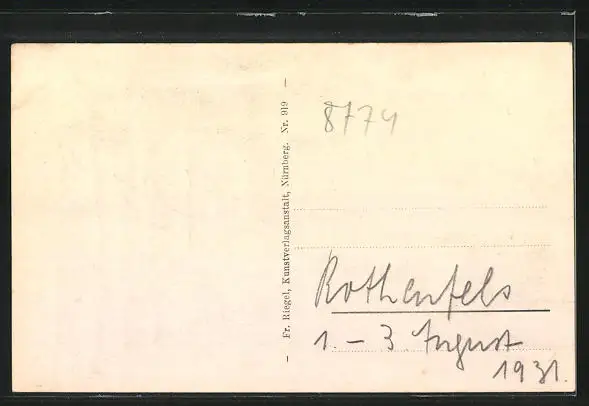 – Fr. Riegel, Kunstverlagsanstalt, Nürnberg. Nr. 919 –
8774
Rothenfels
1. – 3 August
1931.